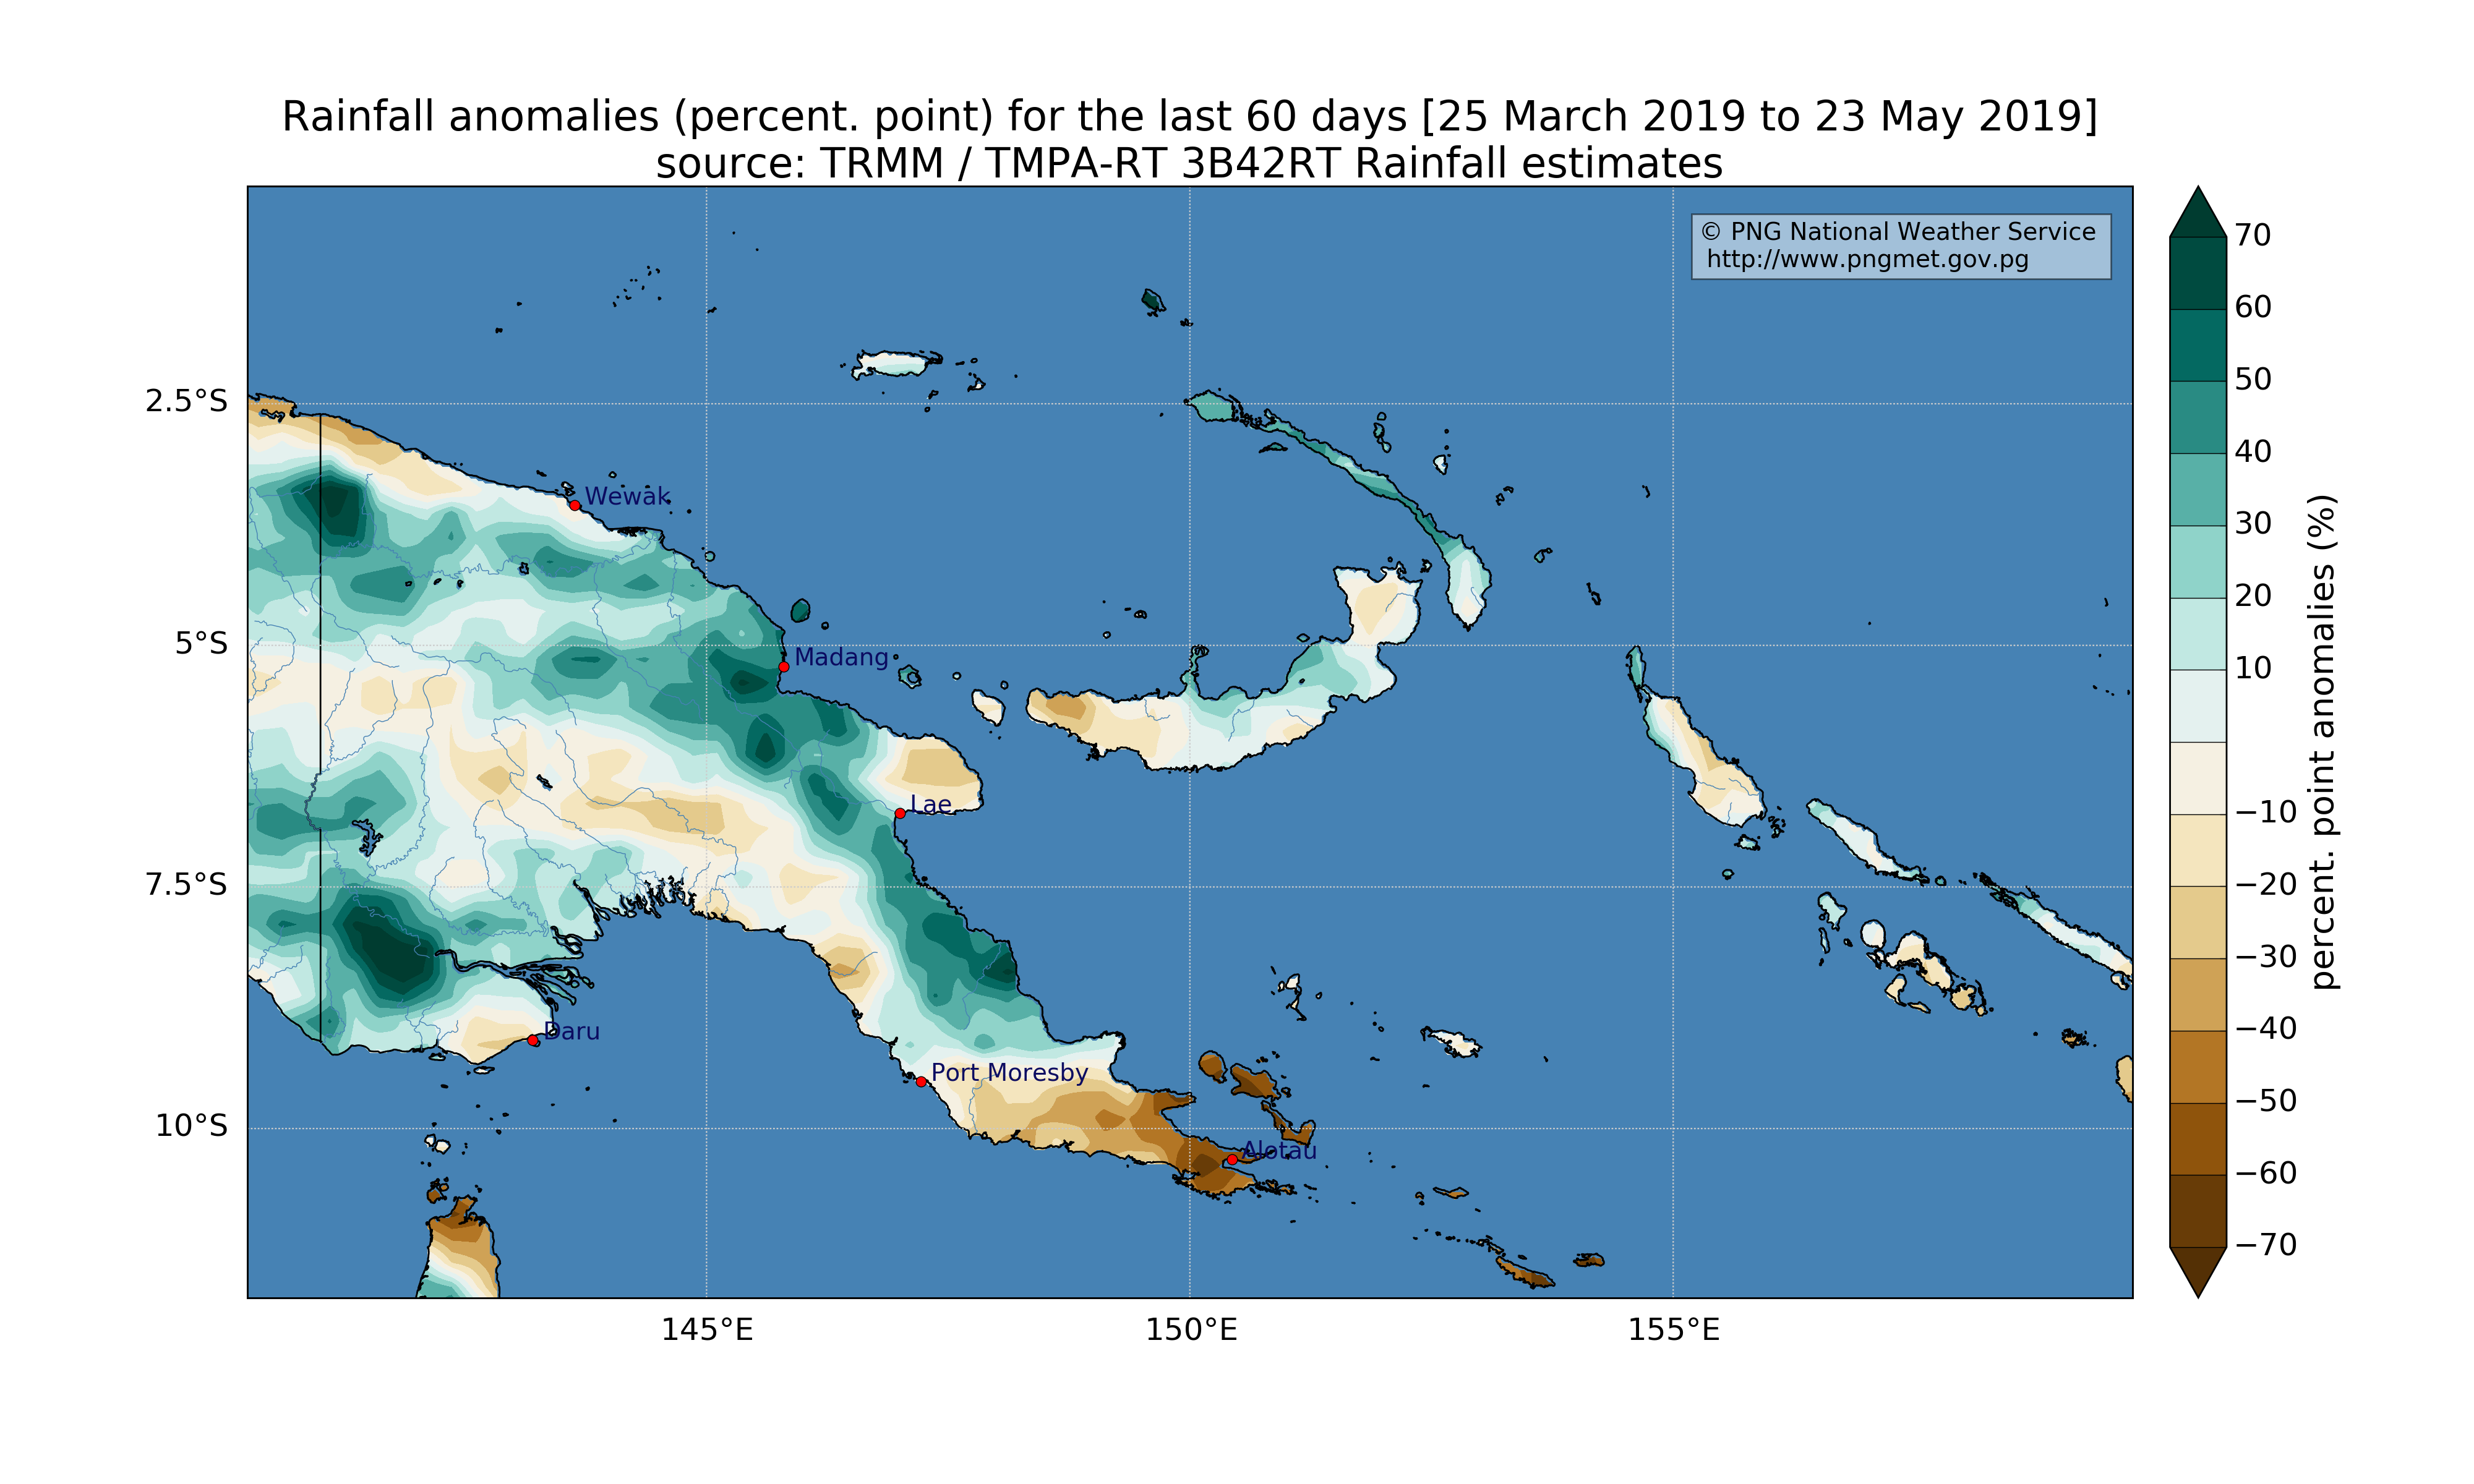 Rainfall anomalies (percent. point) for the last 60 days [25 March 2019 to 23 May 2019]
source: TRMM / TMPA-RT 3B42RT Rainfall estimates
© PNG National Weather Service
http://www.pngmet.gov.pg
2.5°S
5°S
7.5°S
10°S
145°E
150°E
155°E
Wewak
Madang
Lae
Daru
Port Moresby
Alotau
70
60
50
40
30
20
10
−10
−20
−30
−40
−50
−60
−70
percent. point anomalies (%)